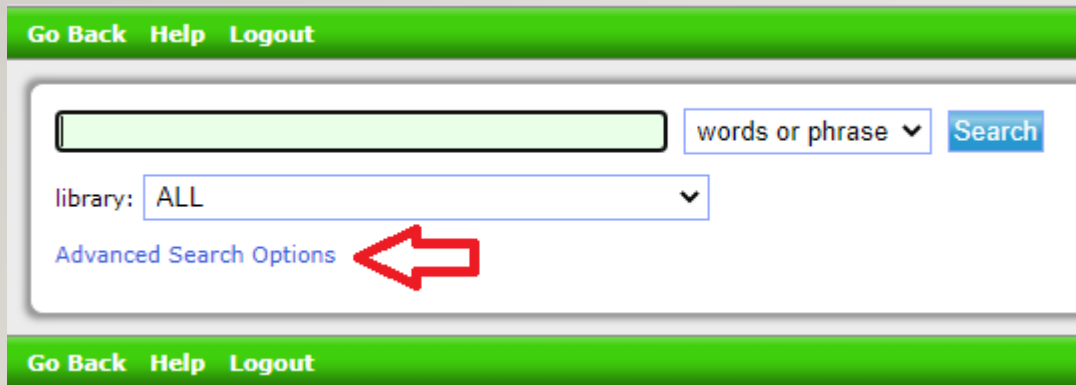 Go Back Help Logout
words or phrase Search
library: ALL
Advanced Search Options
Go Back Help Logout